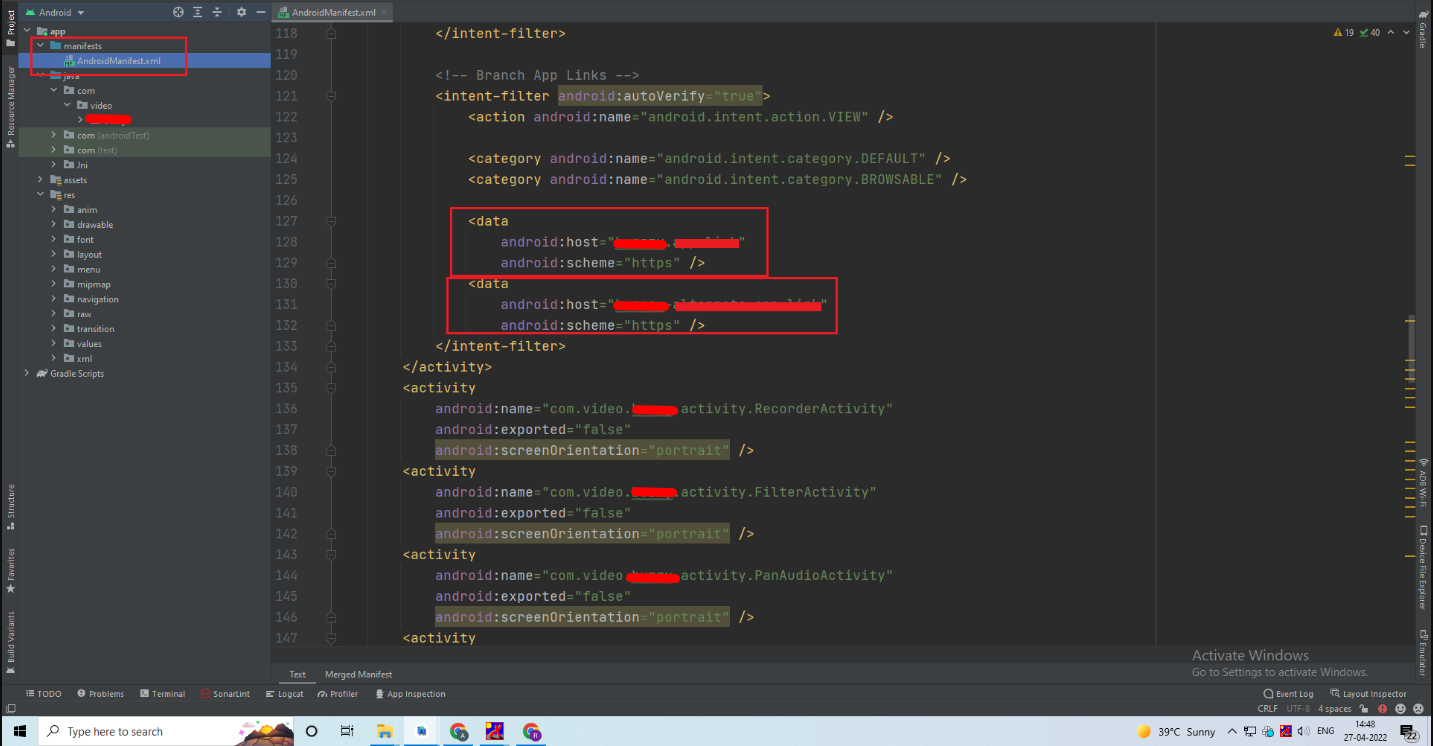 Android
AndroidManifest.xml
Project
Resource Manager
Structure
Favorites
Build Variants
app
manifests
AndroidManifest.xml
java
com
video
com (androidTest)
com (test)
Jni
assets
res
anim
drawable
font
layout
menu
mipmap
navigation
raw
transition
values
xml
Gradle Scripts
19 40
118 </intent-filter>
119
120 <!-- Branch App Links -->
121 <intent-filter android:autoVerify="true">
122 <action android:name="android.intent.action.VIEW" />
123
124 <category android:name="android.intent.category.DEFAULT" />
125 <category android:name="android.intent.category.BROWSABLE" />
126
127 <data
128 android:host=" . "
129 android:scheme="https" />
130 <data
131 android:host=" "
132 android:scheme="https" />
133 </intent-filter>
134 </activity>
135 <activity
136 android:name="com.video. activity.RecorderActivity"
137 android:exported="false"
138 android:screenOrientation="portrait" />
139 <activity
140 android:name="com.video. .activity.FilterActivity"
141 android:exported="false"
142 android:screenOrientation="portrait" />
143 <activity
144 android:name="com.video. activity.PanAudioActivity"
145 android:exported="false"
146 android:screenOrientation="portrait" />
147 <activity
Gradle
ADB Wi-Fi
Device File Explorer
Emulator
Activate Windows
Go to Settings to activate Windows.
Text Merged Manifest
TODO Problems Terminal SonarLint Logcat Profiler App Inspection Event Log Layout Inspector
CRLF UTF-8 4 spaces
Type here to search
A
R
39°C Sunny
ENG
14:48
27-04-2022
22